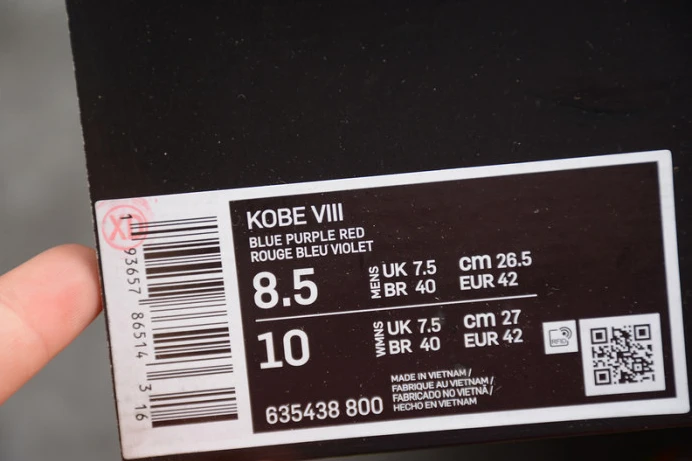 KOBE VIII
BLUE PURPLE RED
ROUGE BLEU VIOLET
8.5
MENS
UK 7.5
BR 40
cm 26.5
EUR 42
10
WMNS
UK 7.5
BR 40
cm 27
EUR 42
635438 800
MADE IN VIETNAM /
FABRIQUE AU VIETNAM /
FABRICADO NO VIETNÃ /
HECHO EN VIETNAM
RFID
1 93657 86514 3 16